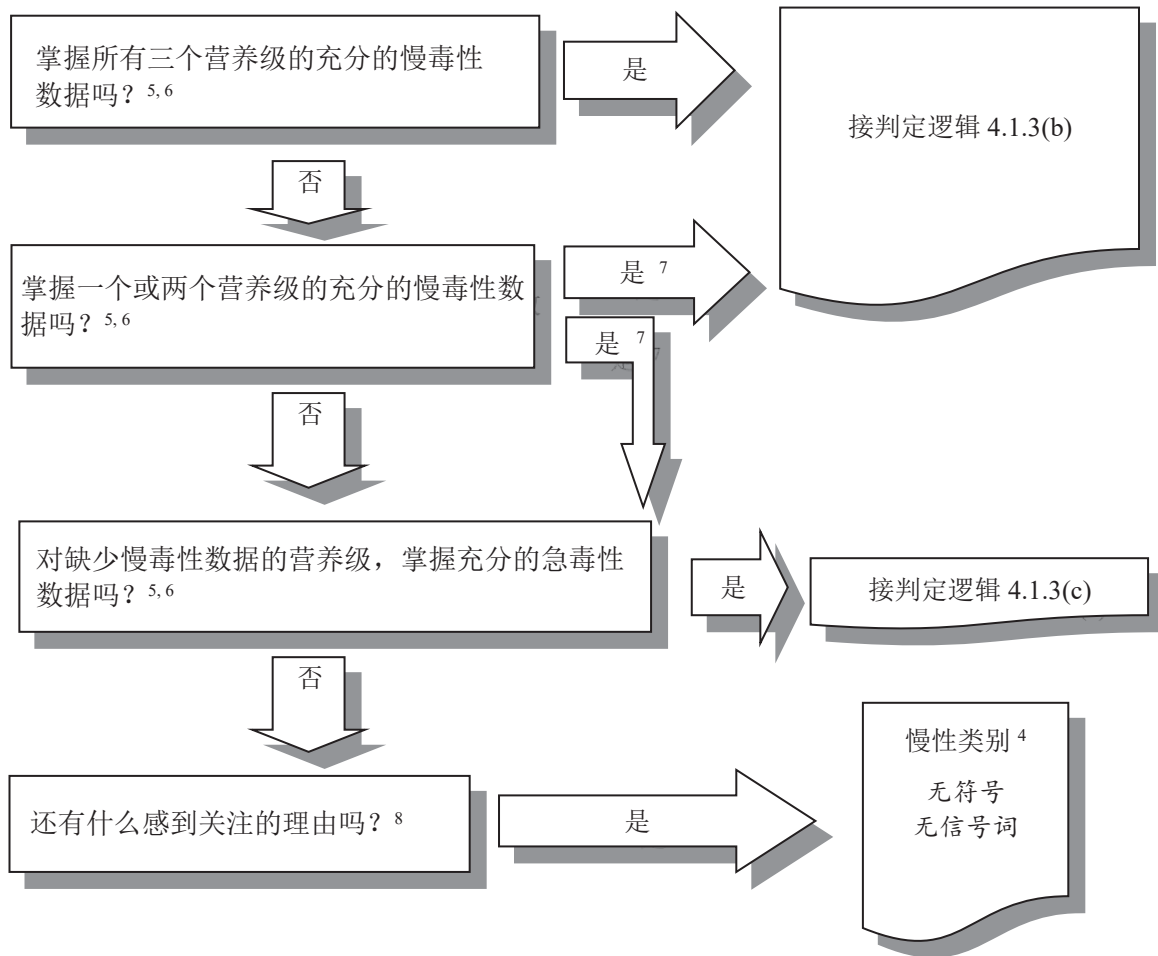 掌握所有三个营养级的充分的慢毒性
数据吗？5, 6
是
接判定逻辑 4.1.3(b)
否
掌握一个或两个营养级的充分的慢毒性数
据吗？5, 6
是 7
是 7
否
对缺少慢毒性数据的营养级，掌握充分的急毒性
数据吗？5, 6
是
接判定逻辑 4.1.3(c)
否
还有什么感到关注的理由吗？8
是
慢性类别 4
无符号
无信号词